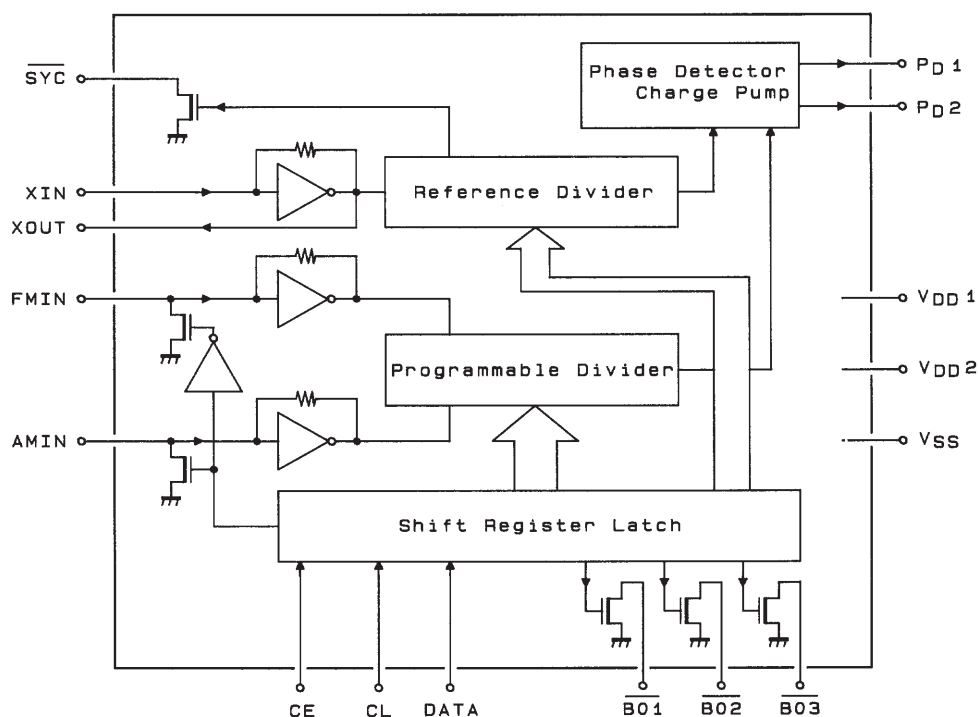 SYC
Phase Detector
Charge Pump
PD1
PD2
XIN
Reference Divider
XOUT
FMIN
VDD1
Programmable Divider
VDD2
AMIN
VSS
Shift Register Latch
CE
CL
DATA
BO1
BO2
BO3